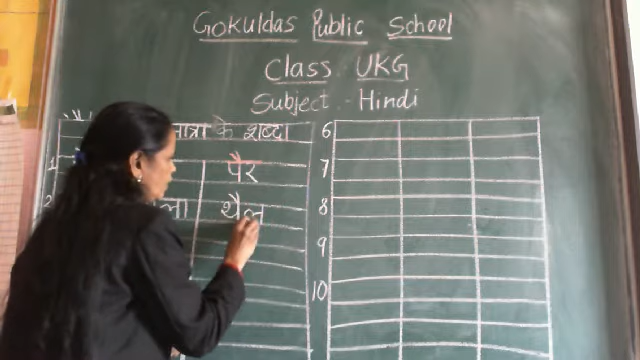 Gokuldas Public School
Class UKG
Subject - Hindi
मात्रा के शब्द
1 पैर
2 ला थैल
6
7
8
9
10